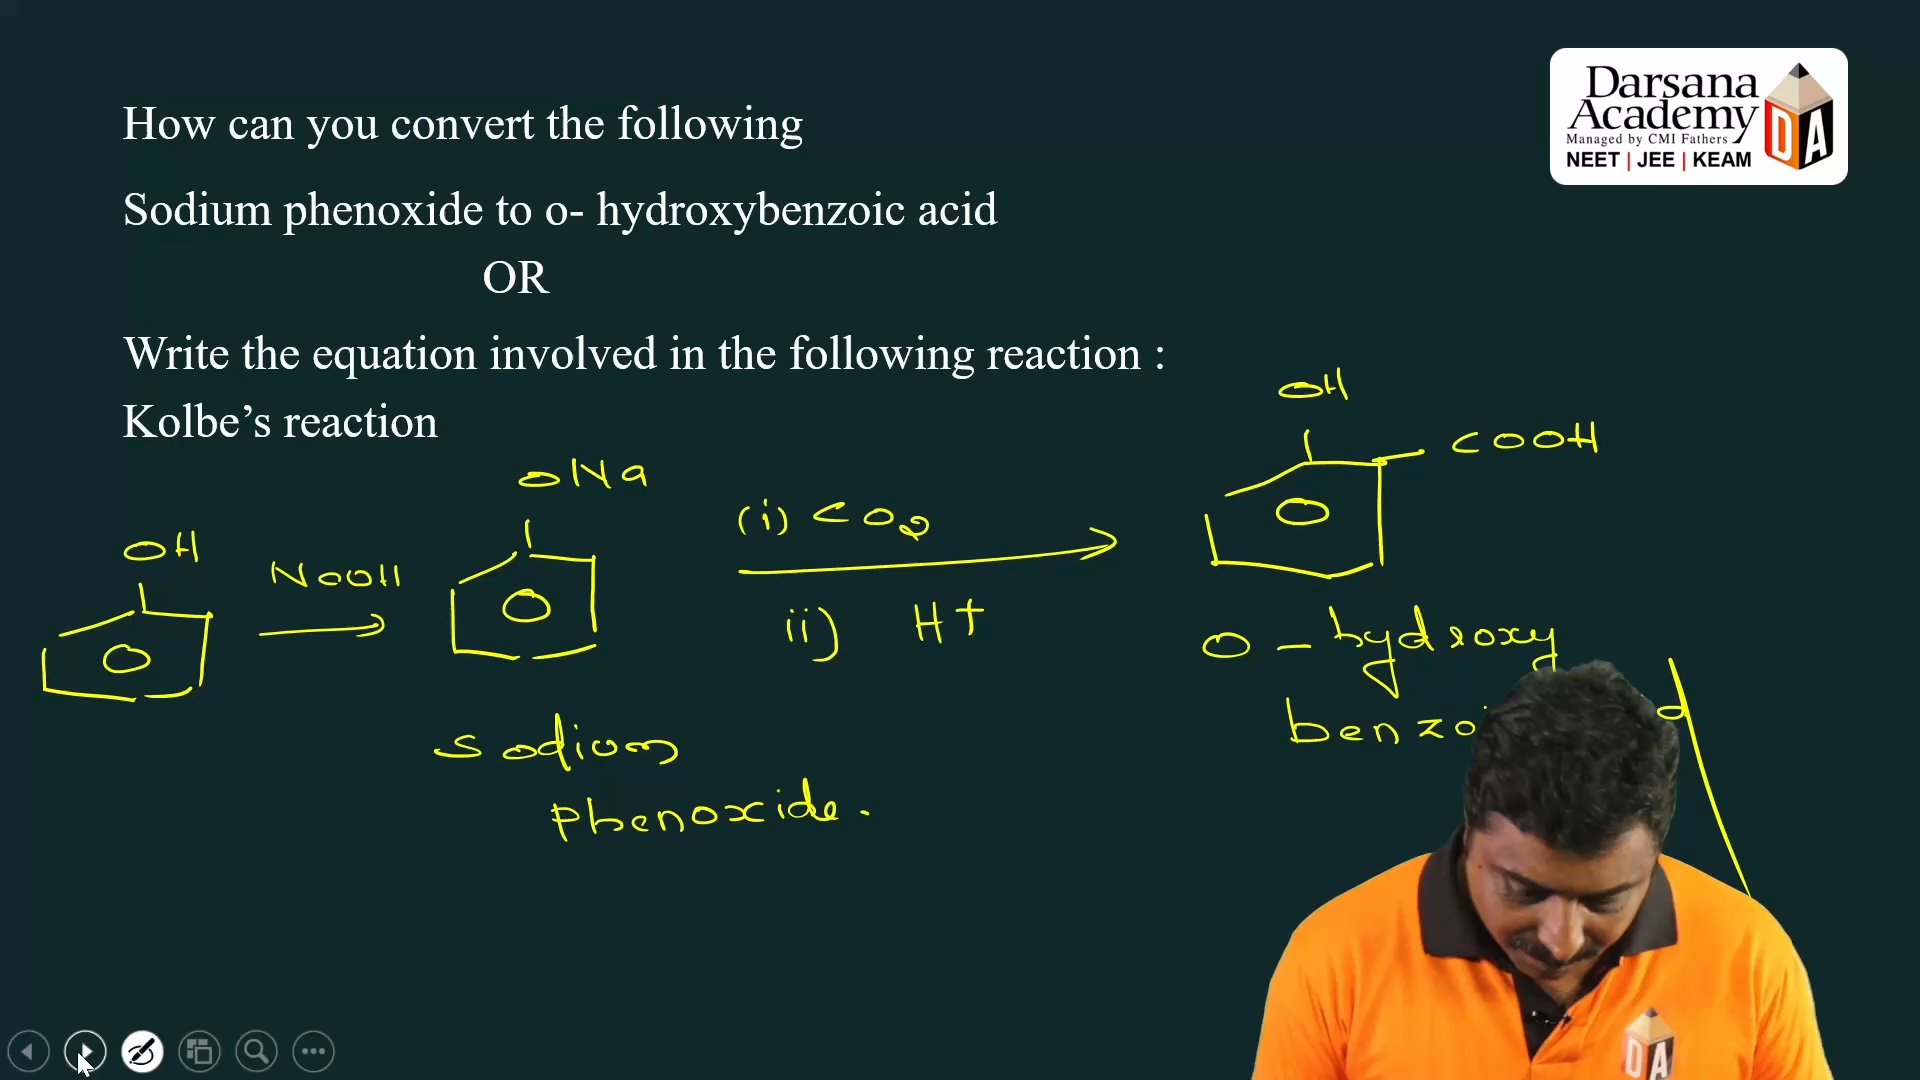 How can you convert the following
Sodium phenoxide to o- hydroxybenzoic acid
OR
Write the equation involved in the following reaction :
Kolbe's reaction
Darsana
Academy
Managed by CMI Fathers
NEET | JEE | KEAM
DA
OH
NaOH
ONa
(i) CO2
ii) H+
OH
COOH
Sodium
Phenoxide.
O - hydroxy
DA